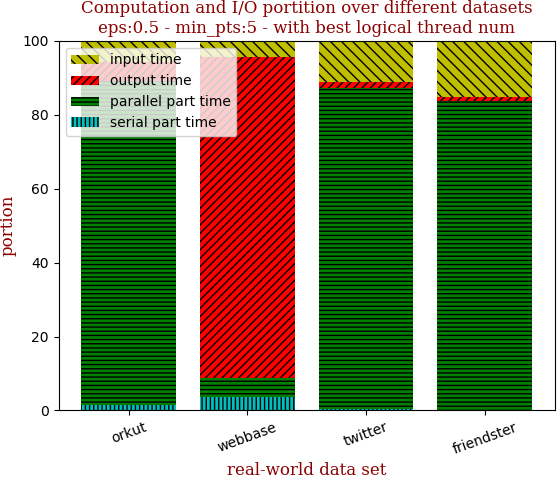 Computation and I/O portition over different datasets
eps:0.5 - min_pts:5 - with best logical thread num
100
80
60
40
20
0
portion
input time
output time
parallel part time
serial part time
orkut
webbase
twitter
friendster
real-world data set